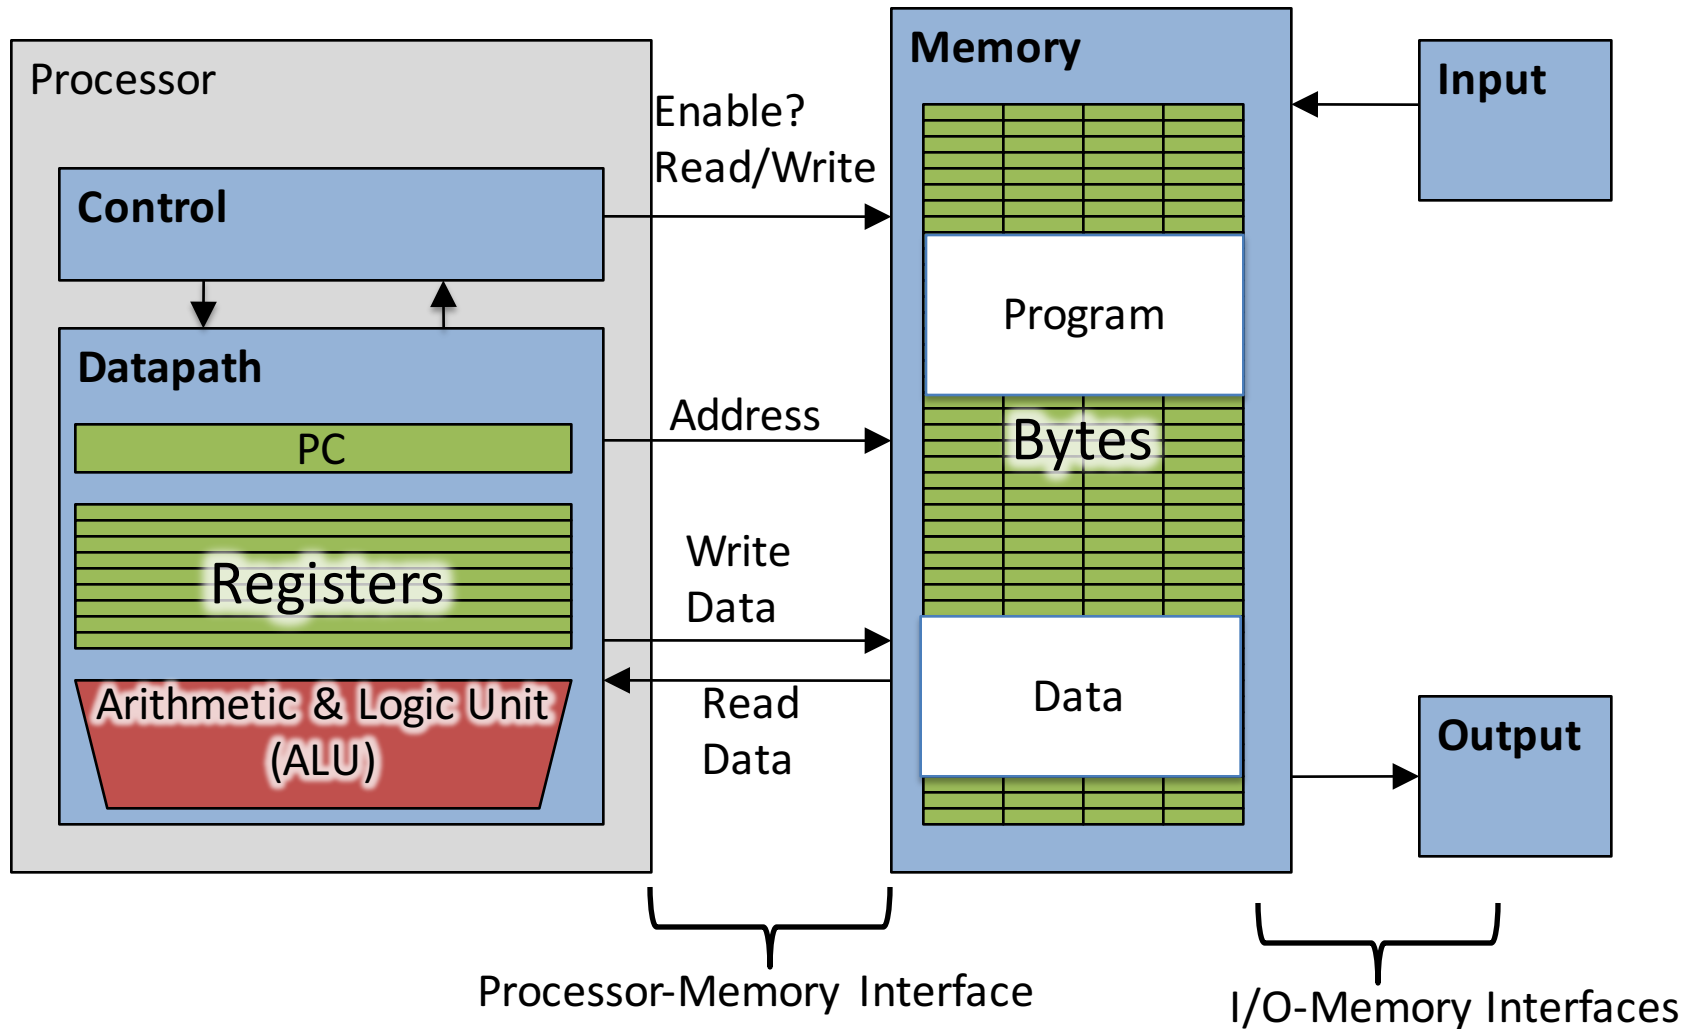 Processor
Control
Datapath
PC
Registers
Arithmetic & Logic Unit
(ALU)
Enable?
Read/Write
Address
Write
Data
Read
Data
Memory
Program
Bytes
Data
Input
Output
Processor-Memory Interface
I/O-Memory Interfaces